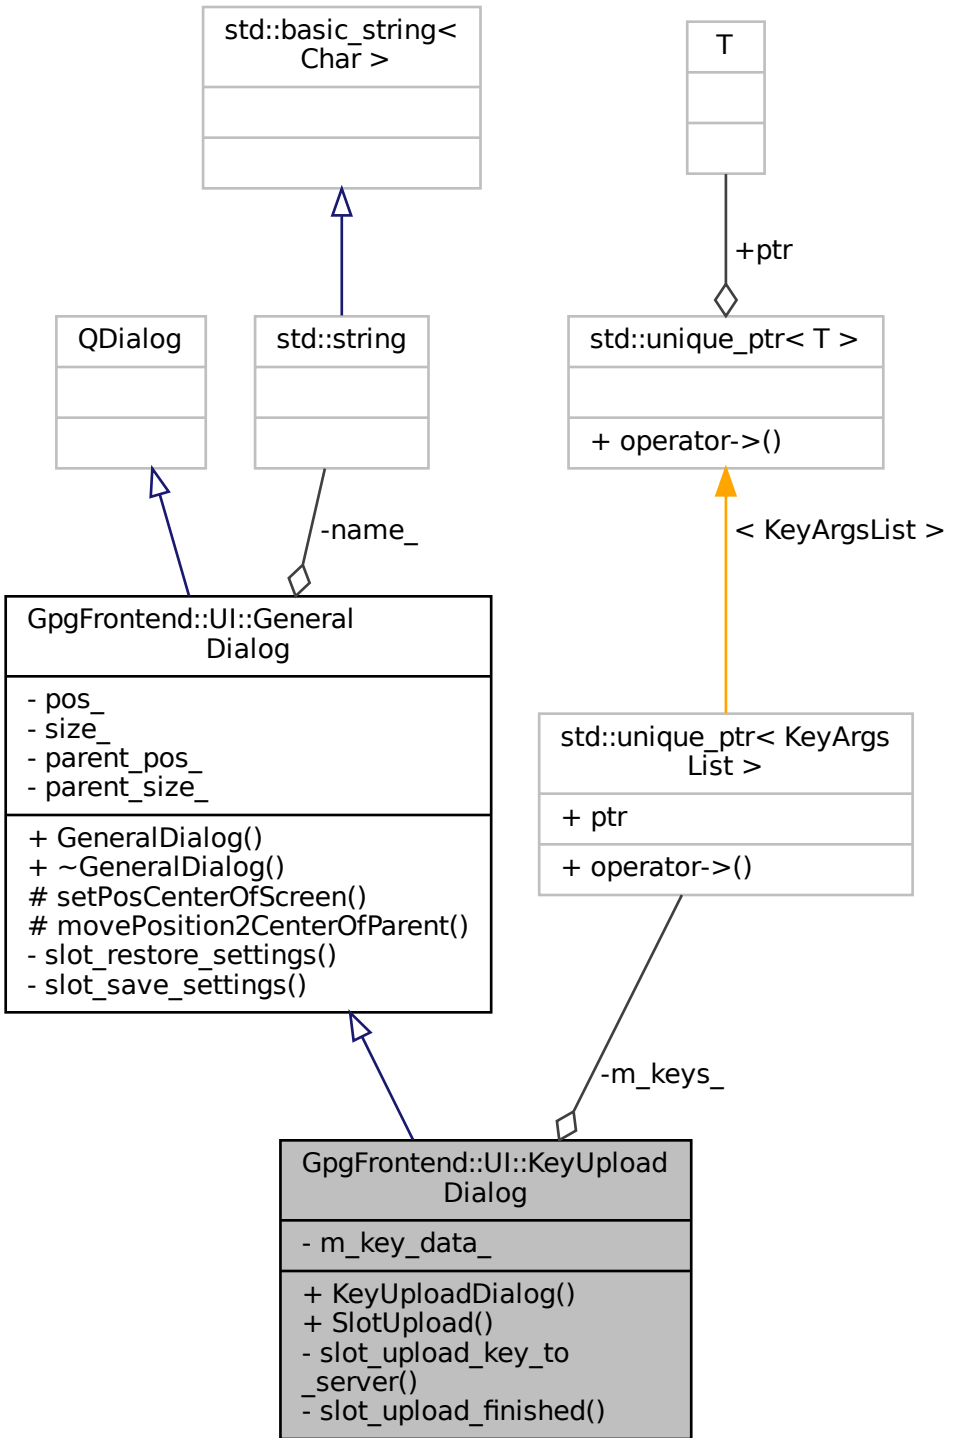 std::basic_string<
Char >
T
+ptr
QDialog
std::string
std::unique_ptr< T >
+ operator->()
-name_
< KeyArgsList >
GpgFrontend::UI::General
Dialog
- pos_
- size_
- parent_pos_
- parent_size_
+ GeneralDialog()
+ ~GeneralDialog()
# setPosCenterOfScreen()
# movePosition2CenterOfParent()
- slot_restore_settings()
- slot_save_settings()
std::unique_ptr< KeyArgs
List >
+ ptr
+ operator->()
-m_keys_
GpgFrontend::UI::KeyUpload
Dialog
- m_key_data_
+ KeyUploadDialog()
+ SlotUpload()
- slot_upload_key_to
_server()
- slot_upload_finished()